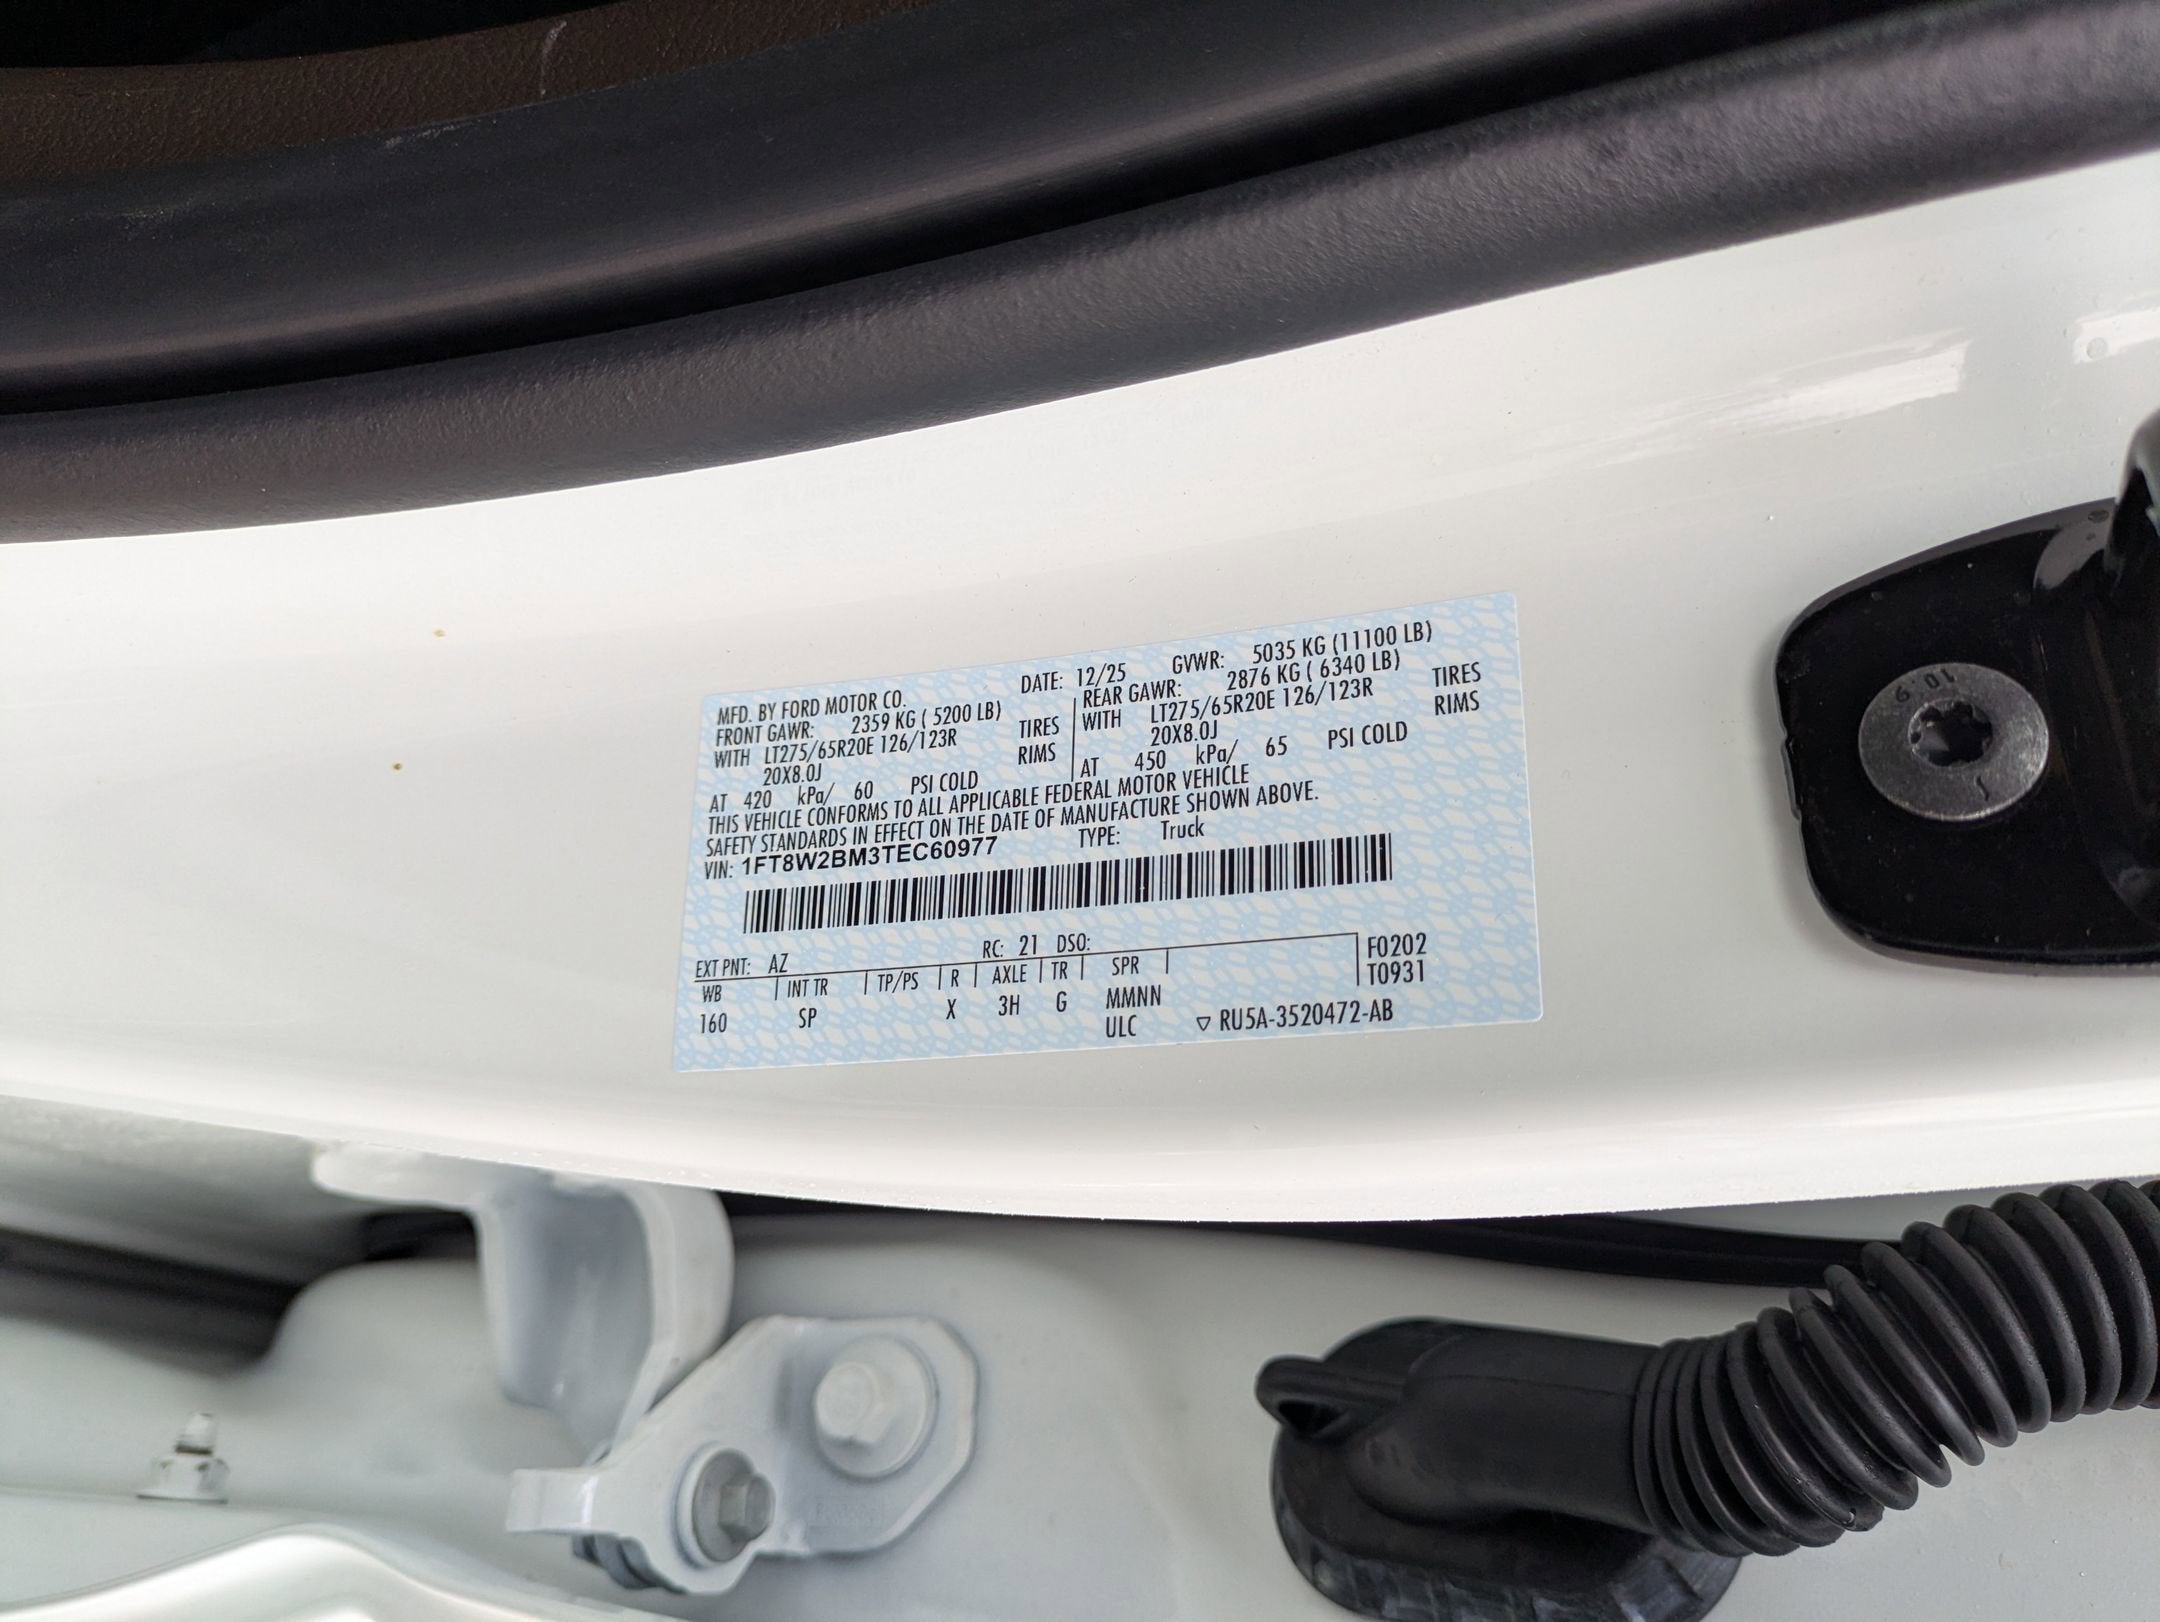 MFD. BY FORD MOTOR CO. DATE: 12/25 GVWR: 5035 KG (11100 LB)
FRONT GAWR: 2359 KG ( 5200 LB) REAR GAWR: 2876 KG ( 6340 LB)
WITH LT275/65R20E 126/123R TIRES WITH LT275/65R20E 126/123R TIRES
20X8.0J RIMS 20X8.0J RIMS
AT 420 kPa/ 60 PSI COLD AT 450 kPa/ 65 PSI COLD
THIS VEHICLE CONFORMS TO ALL APPLICABLE FEDERAL MOTOR VEHICLE
SAFETY STANDARDS IN EFFECT ON THE DATE OF MANUFACTURE SHOWN ABOVE.
VIN: 1FT8W2BM3TEC60977 TYPE: Truck
EXT PNT: AZ RC: 21 DSO: F0202
WB INT TR TP/PS R AXLE TR SPR T0931
160 SP X 3H G MMNN
ULC ▽ RU5A-3520472-AB
10.9